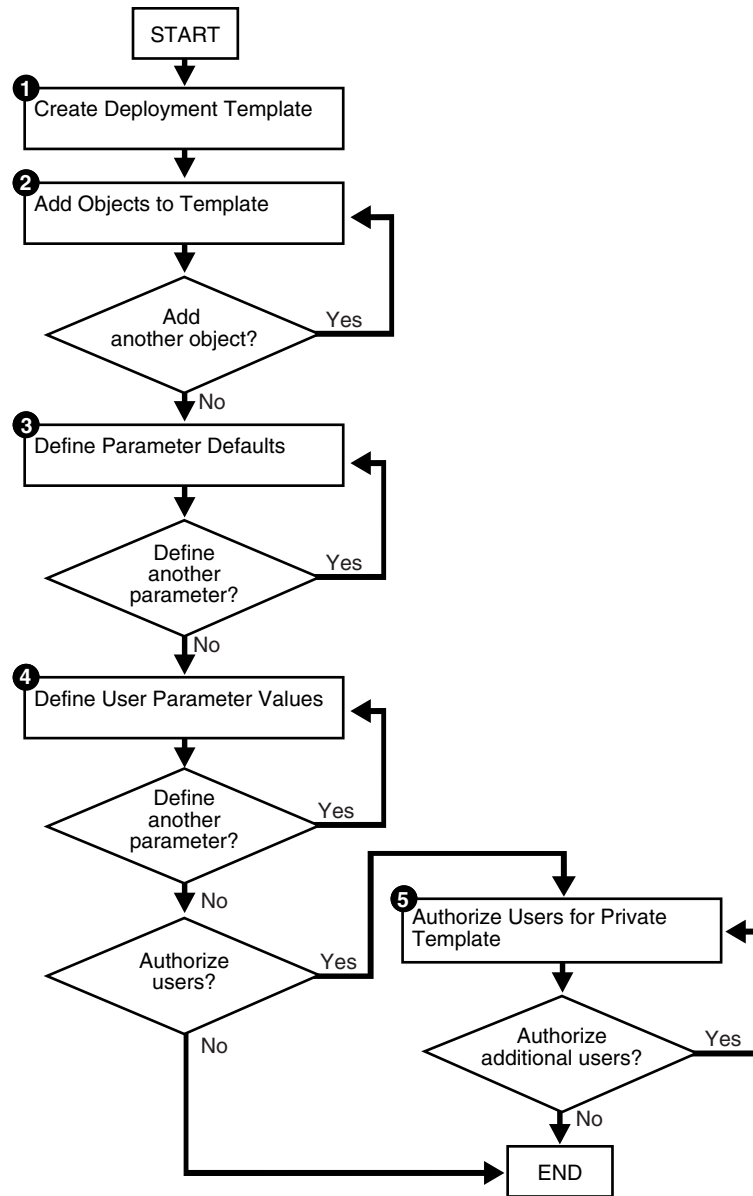 START
1
Create Deployment Template
2
Add Objects to Template
Add
another object?
Yes
No
3
Define Parameter Defaults
Define
another
parameter?
Yes
No
4
Define User Parameter Values
Define
another
parameter?
Yes
No
Authorize
users?
Yes
No
5
Authorize Users for Private
Template
Authorize
additional users?
Yes
No
END